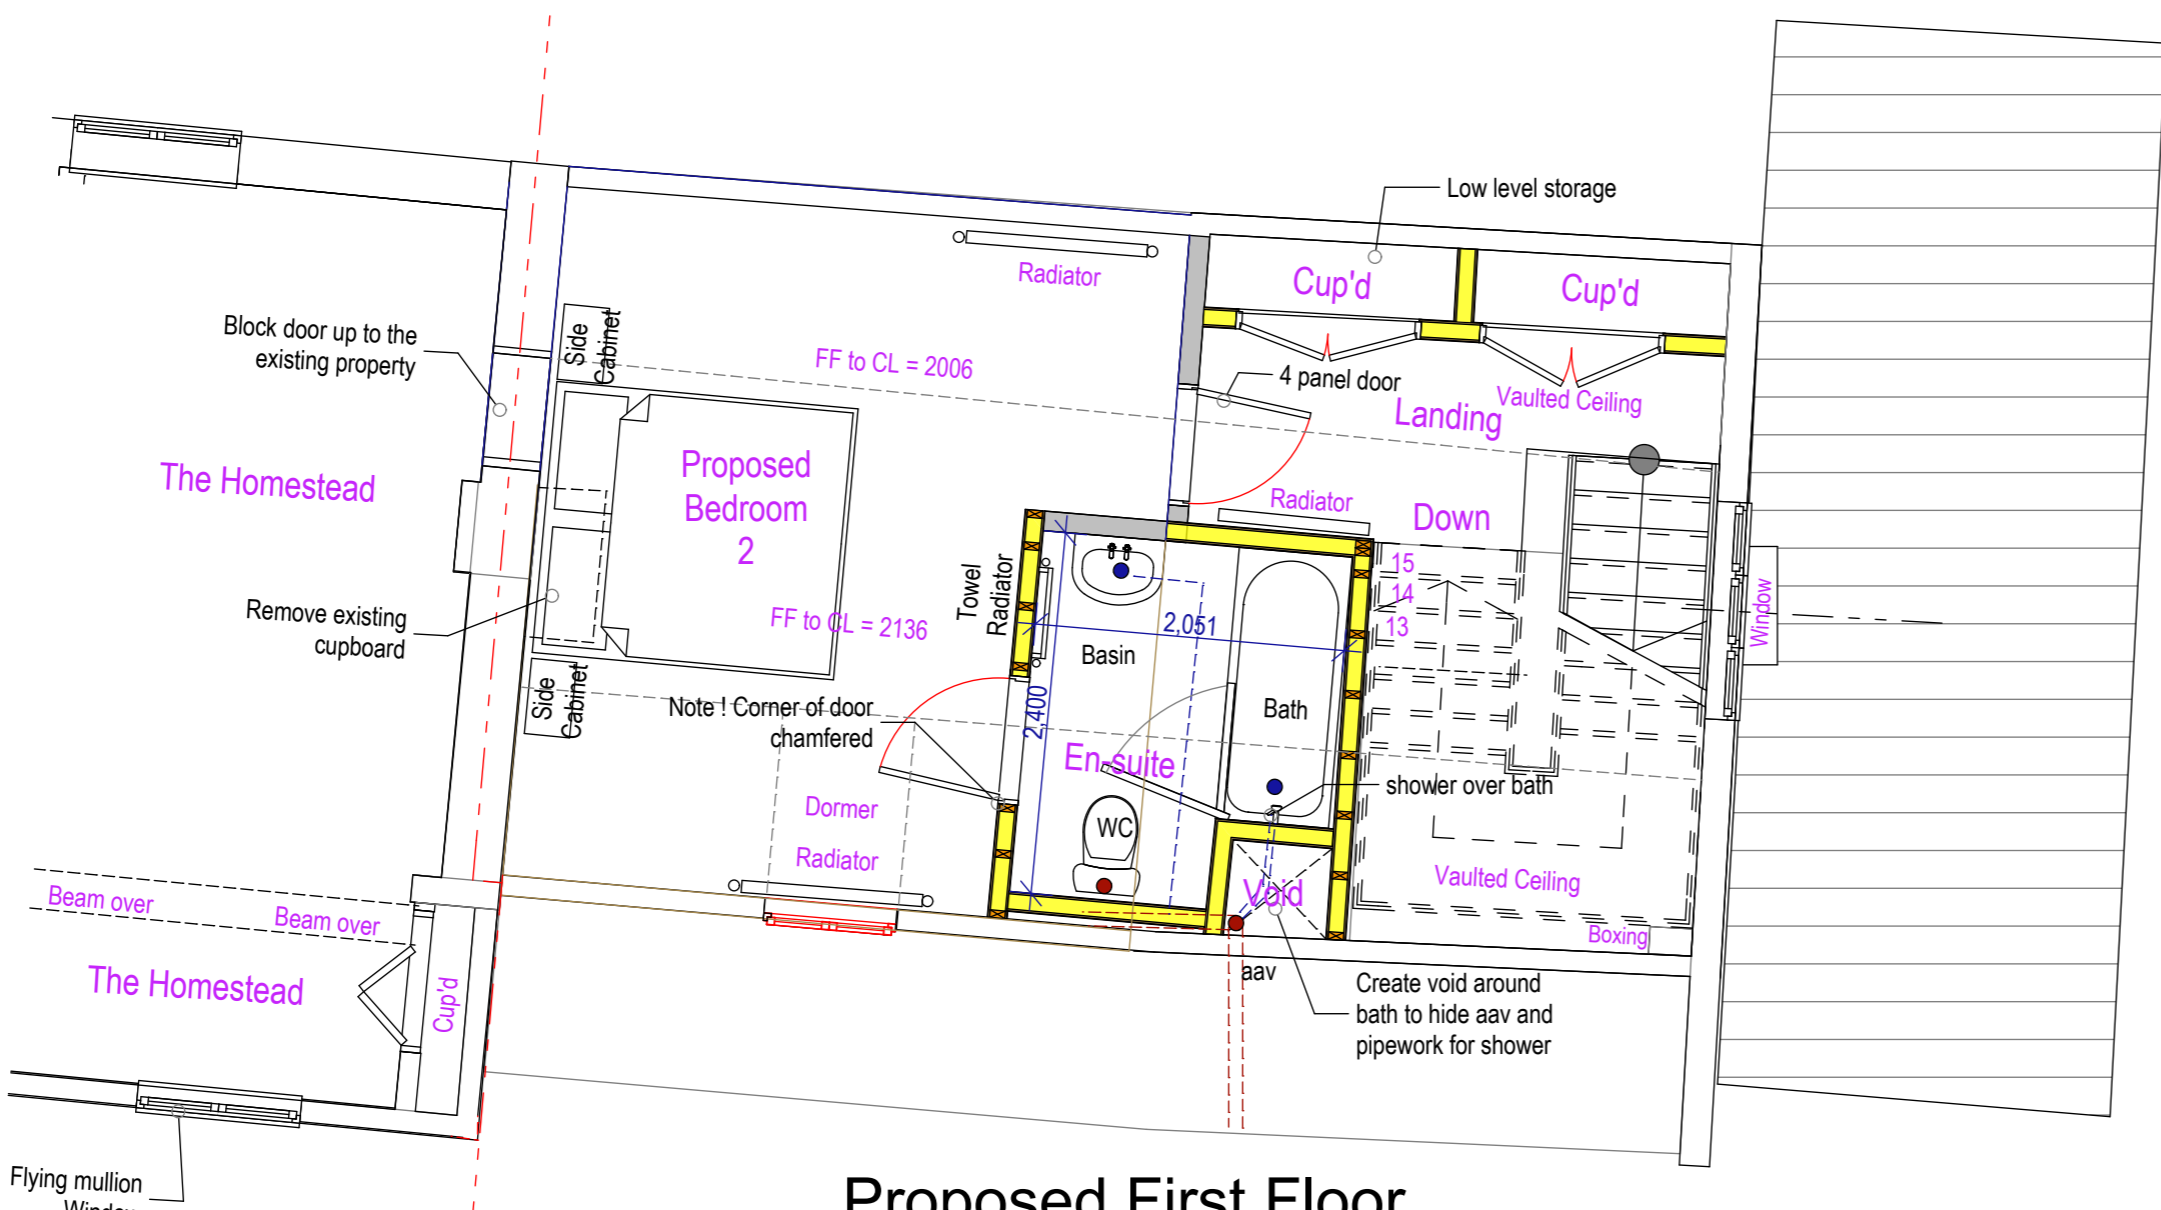 Low level storage
Cup'd
Cup'd
Radiator
Block door up to the
existing property
Side
Cabinet
FF to CL = 2006
4 panel door
Vaulted Ceiling
Landing
The Homestead
Proposed
Bedroom
2
Radiator
Down
15
14
13
Towel
Radiator
Remove existing
cupboard
FF to CL = 2136
2,051
Basin
Window
Side
Cabinet
Note ! Corner of door
chamfered
2,400
Bath
En-suite
shower over bath
Dormer
WC
Radiator
Void
Vaulted Ceiling
Beam over
Beam over
Boxing
aav
The Homestead
Cup'd
Create void around
bath to hide aav and
pipework for shower
Flying mullion
Window
Proposed First Floor